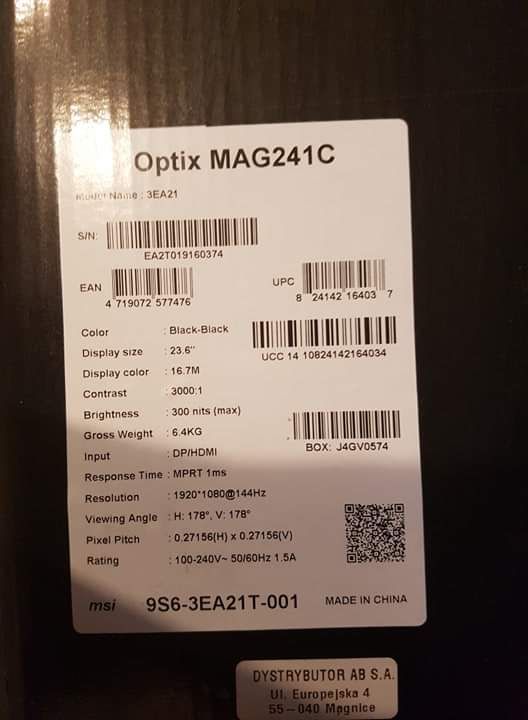 Optix MAG241C
Model Name : 3EA21
S/N:
EA2T019160374
EAN
4 719072 577476
UPC
8 24142 16403 7
UCC 14 10824142164034
Color : Black-Black
Display size : 23.6"
Display color : 16.7M
Contrast : 3000:1
Brightness : 300 nits (max)
Gross Weight : 6.4KG
Input : DP/HDMI
BOX: J4GV0574
Response Time : MPRT 1ms
Resolution : 1920*1080@144Hz
Viewing Angle : H: 178°, V: 178°
Pixel Pitch : 0.27156(H) x 0.27156(V)
Rating : 100-240V~ 50/60Hz 1.5A
msi 9S6-3EA21T-001 MADE IN CHINA
DYSTRYBUTOR AB S.A.
Ul. Europejska 4
55-040 Magnice